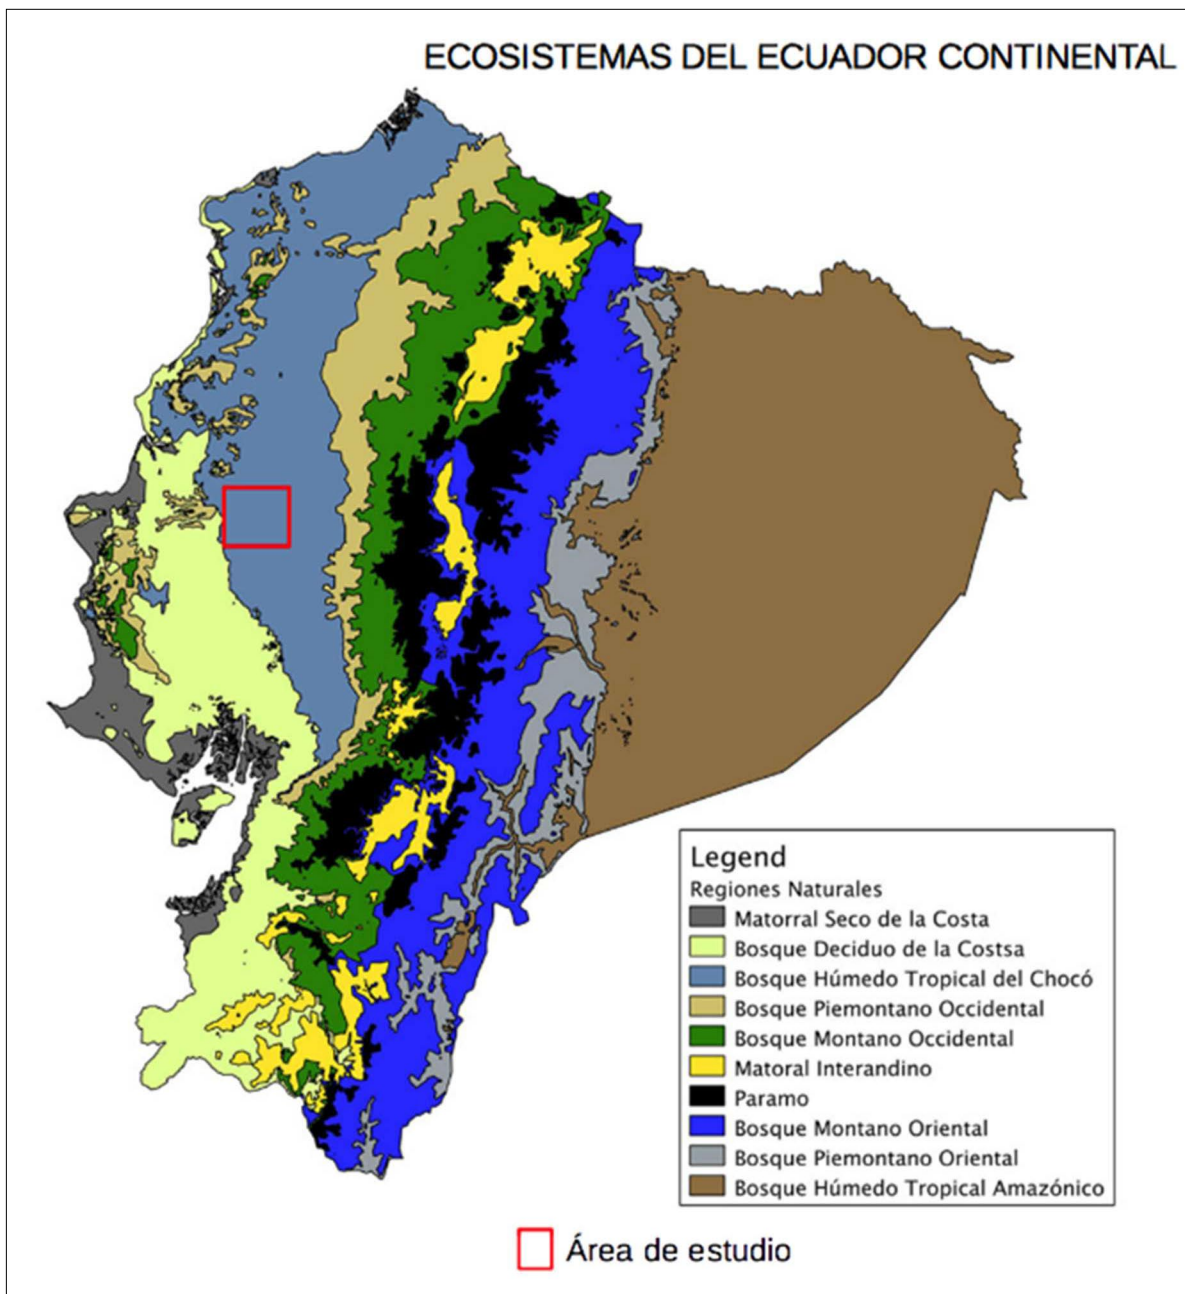 ECOSISTEMAS DEL ECUADOR CONTINENTAL
Legend
Regiones Naturales
Matorral Seco de la Costa
Bosque Deciduo de la Costsa
Bosque Húmedo Tropical del Chocó
Bosque Piemontano Occidental
Bosque Montano Occidental
Matoral Interandino
Paramo
Bosque Montano Oriental
Bosque Piemontano Oriental
Bosque Húmedo Tropical Amazónico
Área de estudio